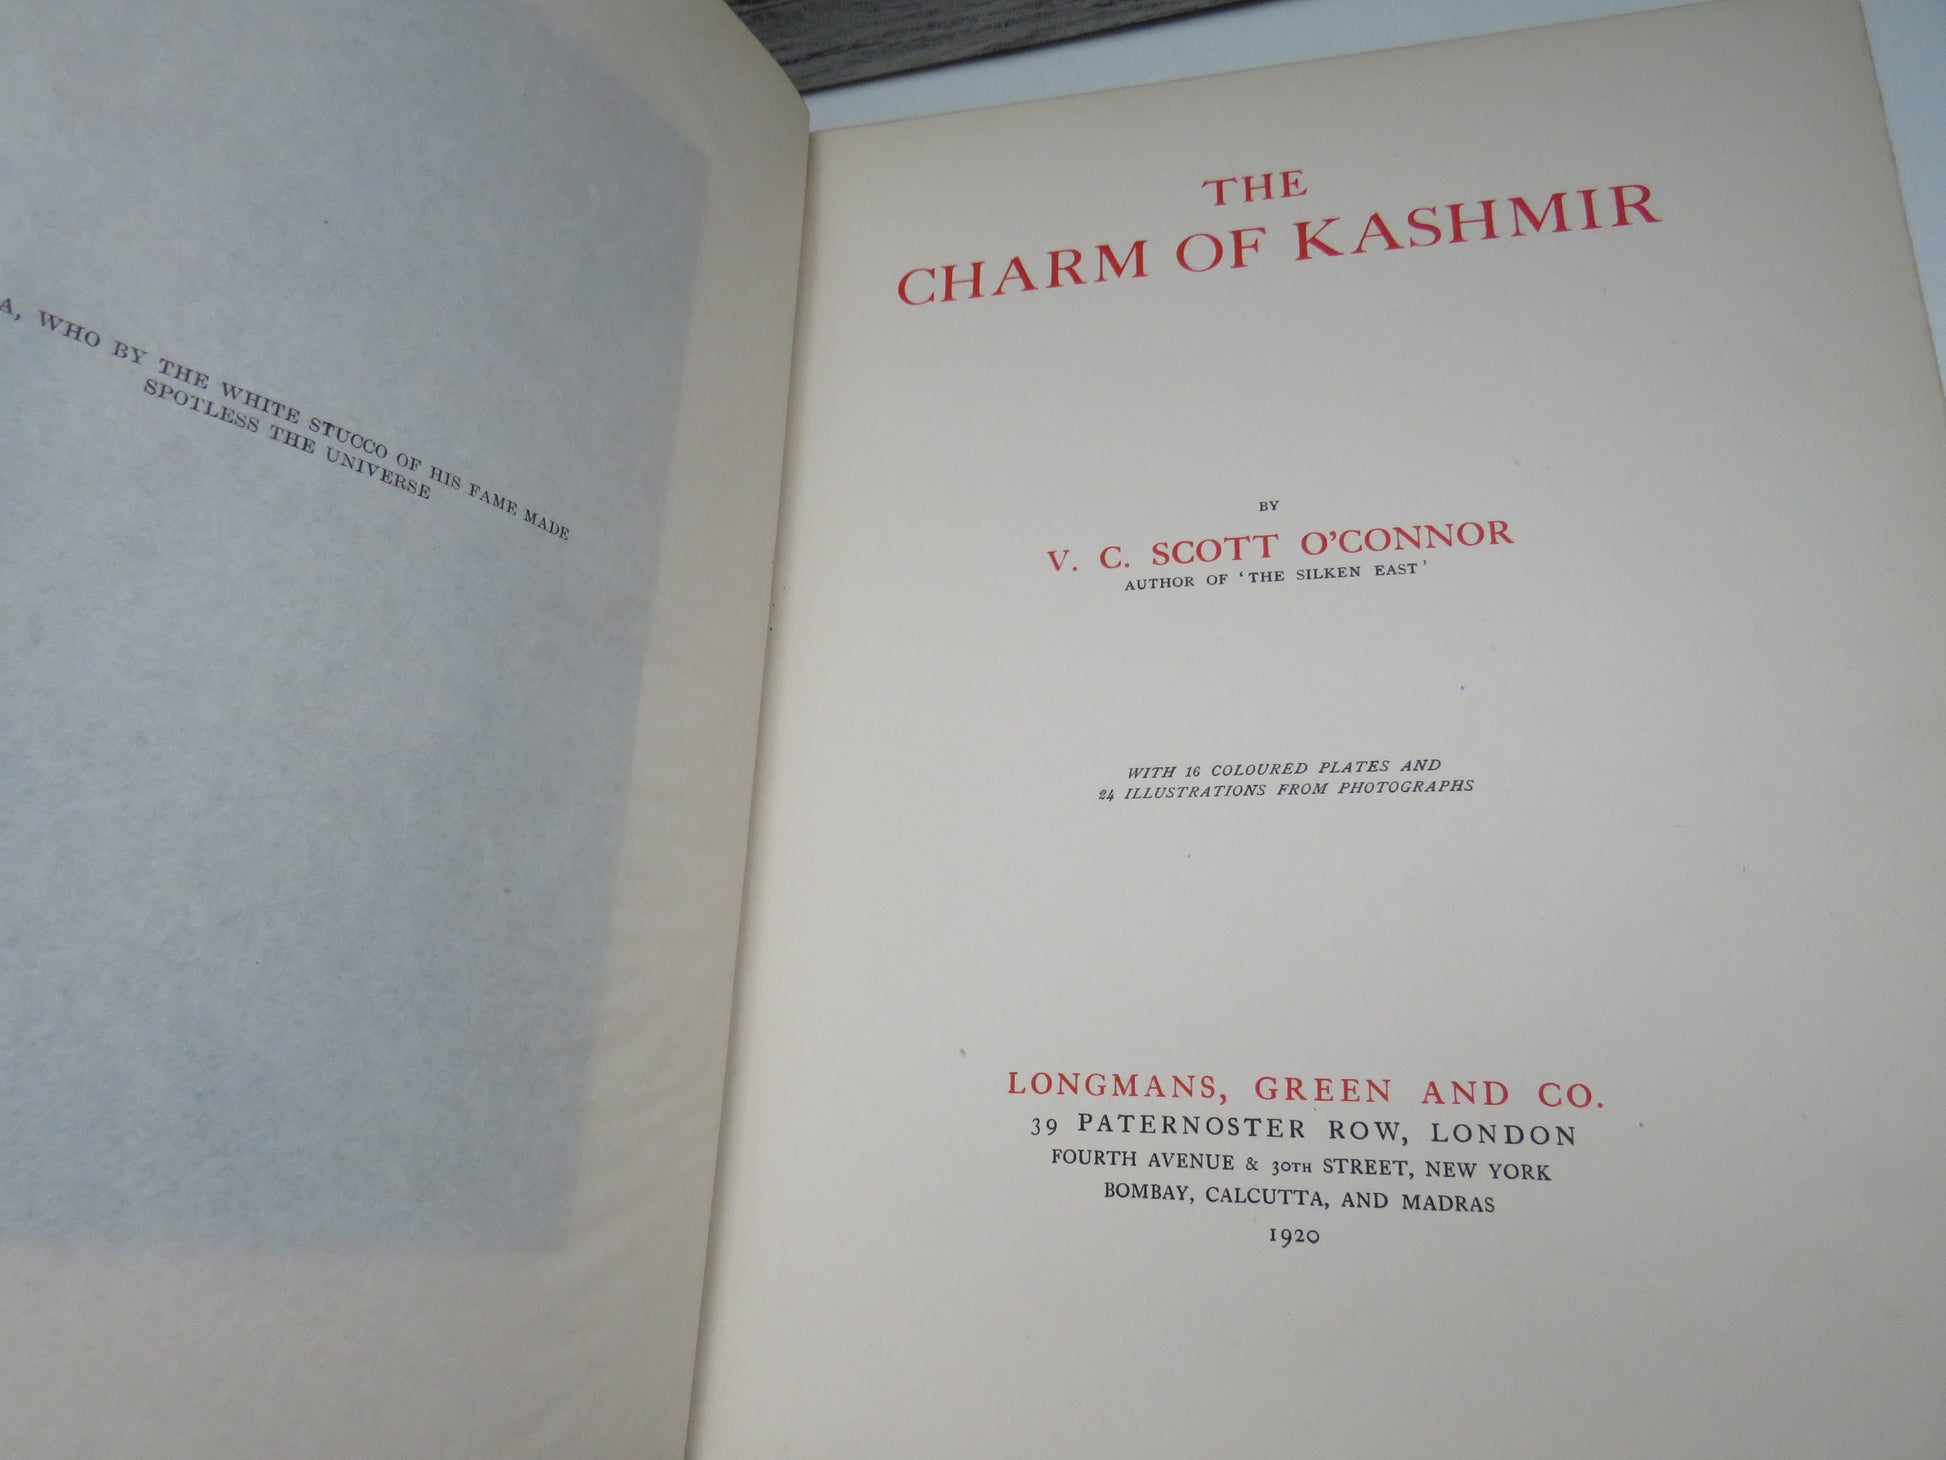 A, WHO BY THE WHITE STUCCO OF HIS FAME MADE
SPOTLESS THE UNIVERSE
THE
CHARM OF KASHMIR
BY
V. C. SCOTT O'CONNOR
AUTHOR OF 'THE SILKEN EAST'
WITH 16 COLOURED PLATES AND
24 ILLUSTRATIONS FROM PHOTOGRAPHS
LONGMANS, GREEN AND CO.
39 PATERNOSTER ROW, LONDON
FOURTH AVENUE & 30TH STREET, NEW YORK
BOMBAY, CALCUTTA, AND MADRAS
1920